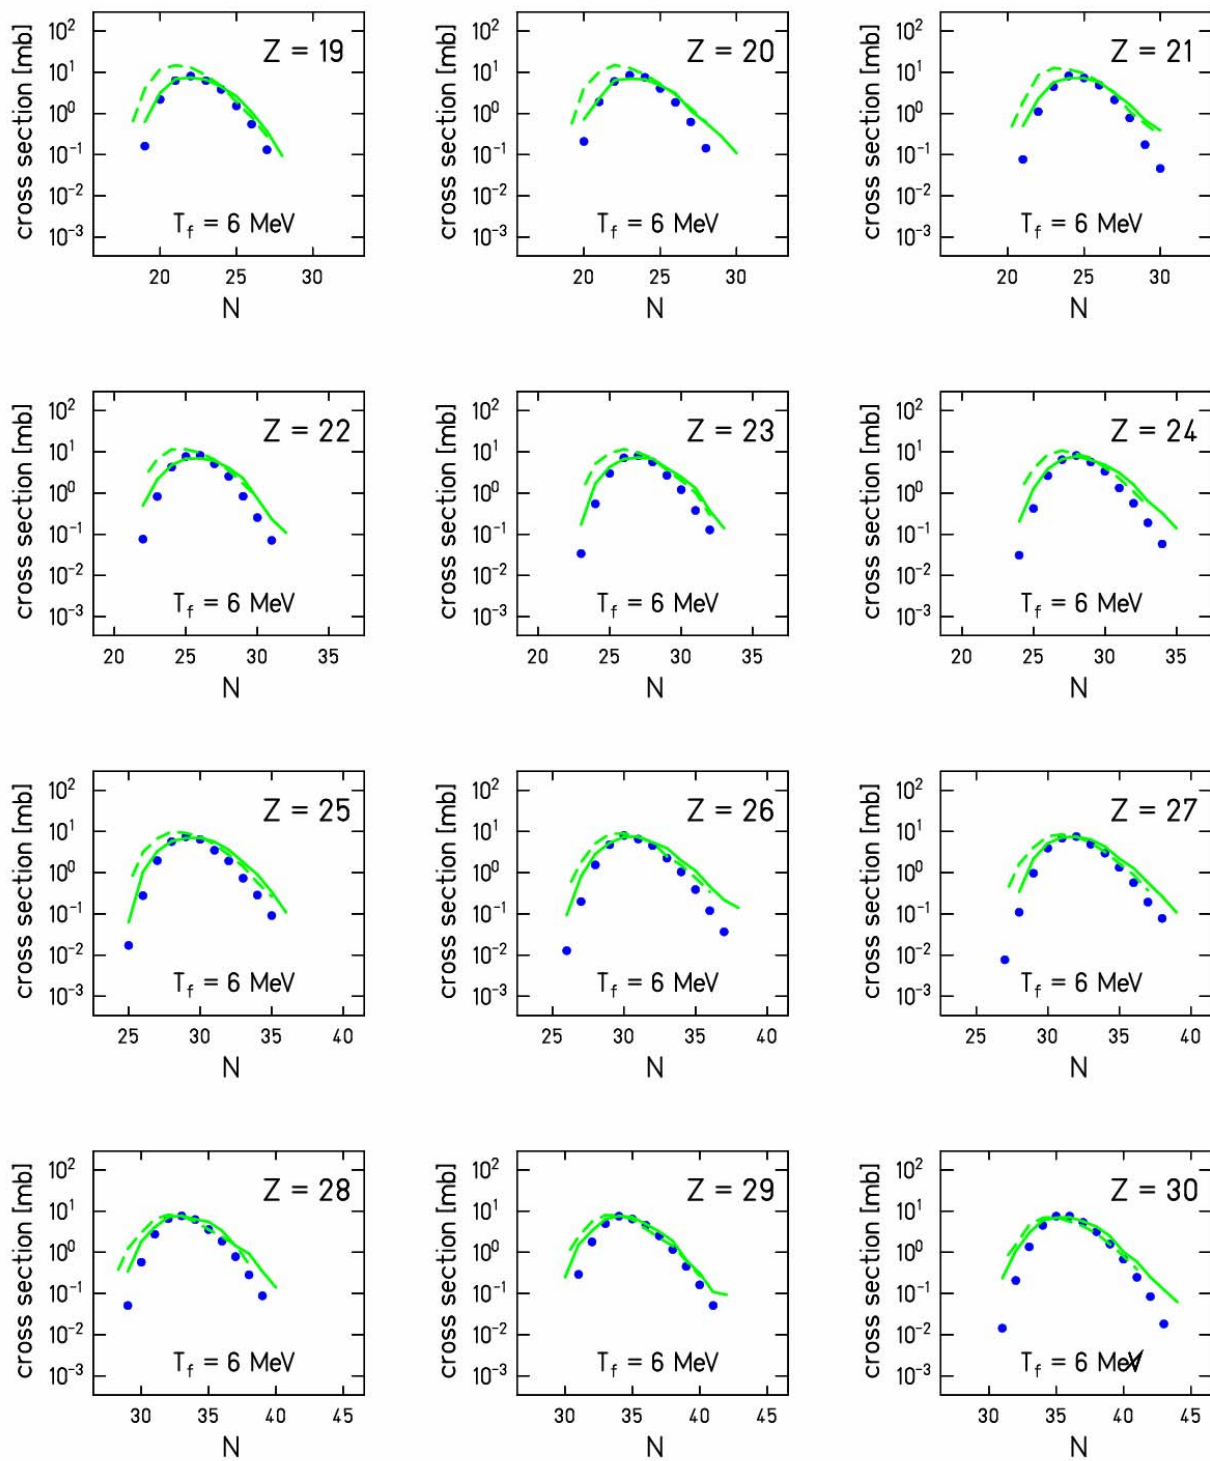 10² 10¹ 10⁰ 10⁻¹ 10⁻² 10⁻³
cross section [mb]
Z = 19
T_f = 6 MeV
20 25 30
N
10² 10¹ 10⁰ 10⁻¹ 10⁻² 10⁻³
cross section [mb]
Z = 20
T_f = 6 MeV
20 25 30
N
10² 10¹ 10⁰ 10⁻¹ 10⁻² 10⁻³
cross section [mb]
Z = 21
T_f = 6 MeV
20 25 30
N
10² 10¹ 10⁰ 10⁻¹ 10⁻² 10⁻³
cross section [mb]
Z = 22
T_f = 6 MeV
20 25 30 35
N
10² 10¹ 10⁰ 10⁻¹ 10⁻² 10⁻³
cross section [mb]
Z = 23
T_f = 6 MeV
20 25 30 35
N
10² 10¹ 10⁰ 10⁻¹ 10⁻² 10⁻³
cross section [mb]
Z = 24
T_f = 6 MeV
20 25 30 35
N
10² 10¹ 10⁰ 10⁻¹ 10⁻² 10⁻³
cross section [mb]
Z = 25
T_f = 6 MeV
25 30 35 40
N
10² 10¹ 10⁰ 10⁻¹ 10⁻² 10⁻³
cross section [mb]
Z = 26
T_f = 6 MeV
25 30 35 40
N
10² 10¹ 10⁰ 10⁻¹ 10⁻² 10⁻³
cross section [mb]
Z = 27
T_f = 6 MeV
25 30 35 40
N
10² 10¹ 10⁰ 10⁻¹ 10⁻² 10⁻³
cross section [mb]
Z = 28
T_f = 6 MeV
30 35 40 45
N
10² 10¹ 10⁰ 10⁻¹ 10⁻² 10⁻³
cross section [mb]
Z = 29
T_f = 6 MeV
30 35 40 45
N
10² 10¹ 10⁰ 10⁻¹ 10⁻² 10⁻³
cross section [mb]
Z = 30
T_f = 6 MeV
30 35 40 45
N